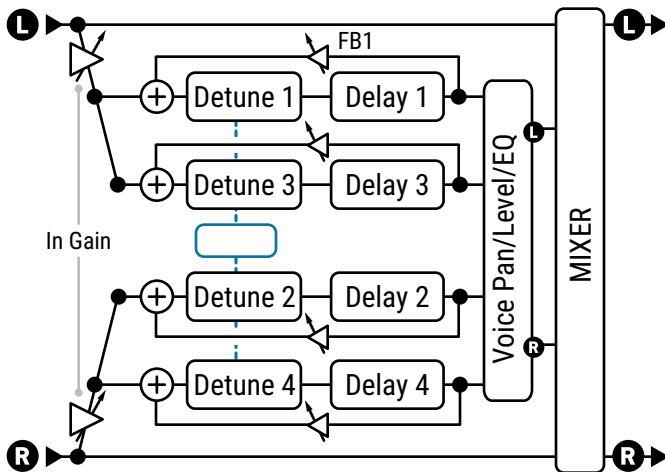 L
L
FB1
Detune 1
Delay 1
L
Detune 3
Delay 3
In Gain
Voice Pan/Level/EQ
MIXER
Detune 2
Delay 2
R
Detune 4
Delay 4
R
R